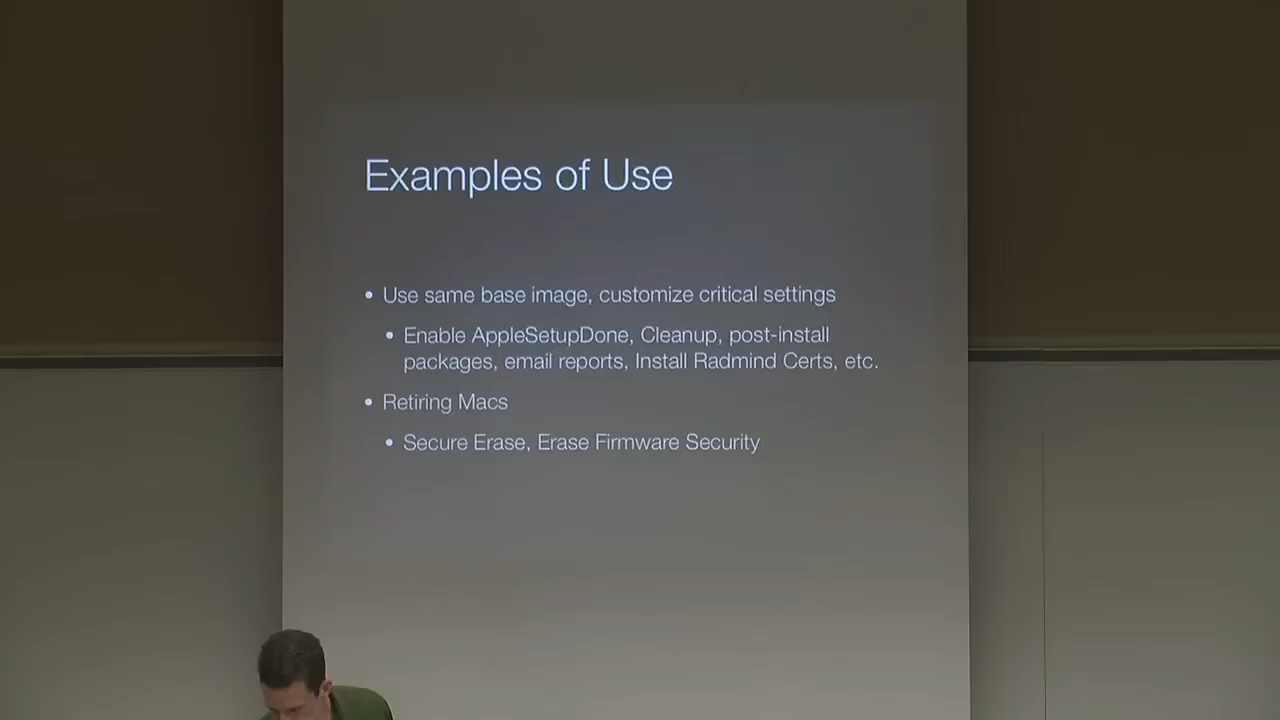 Examples of Use
• Use same base image, customize critical settings
• Enable AppleSetupDone, Cleanup, post-install
packages, email reports, Install Radmind Certs, etc.
• Retiring Macs
• Secure Erase, Erase Firmware Security